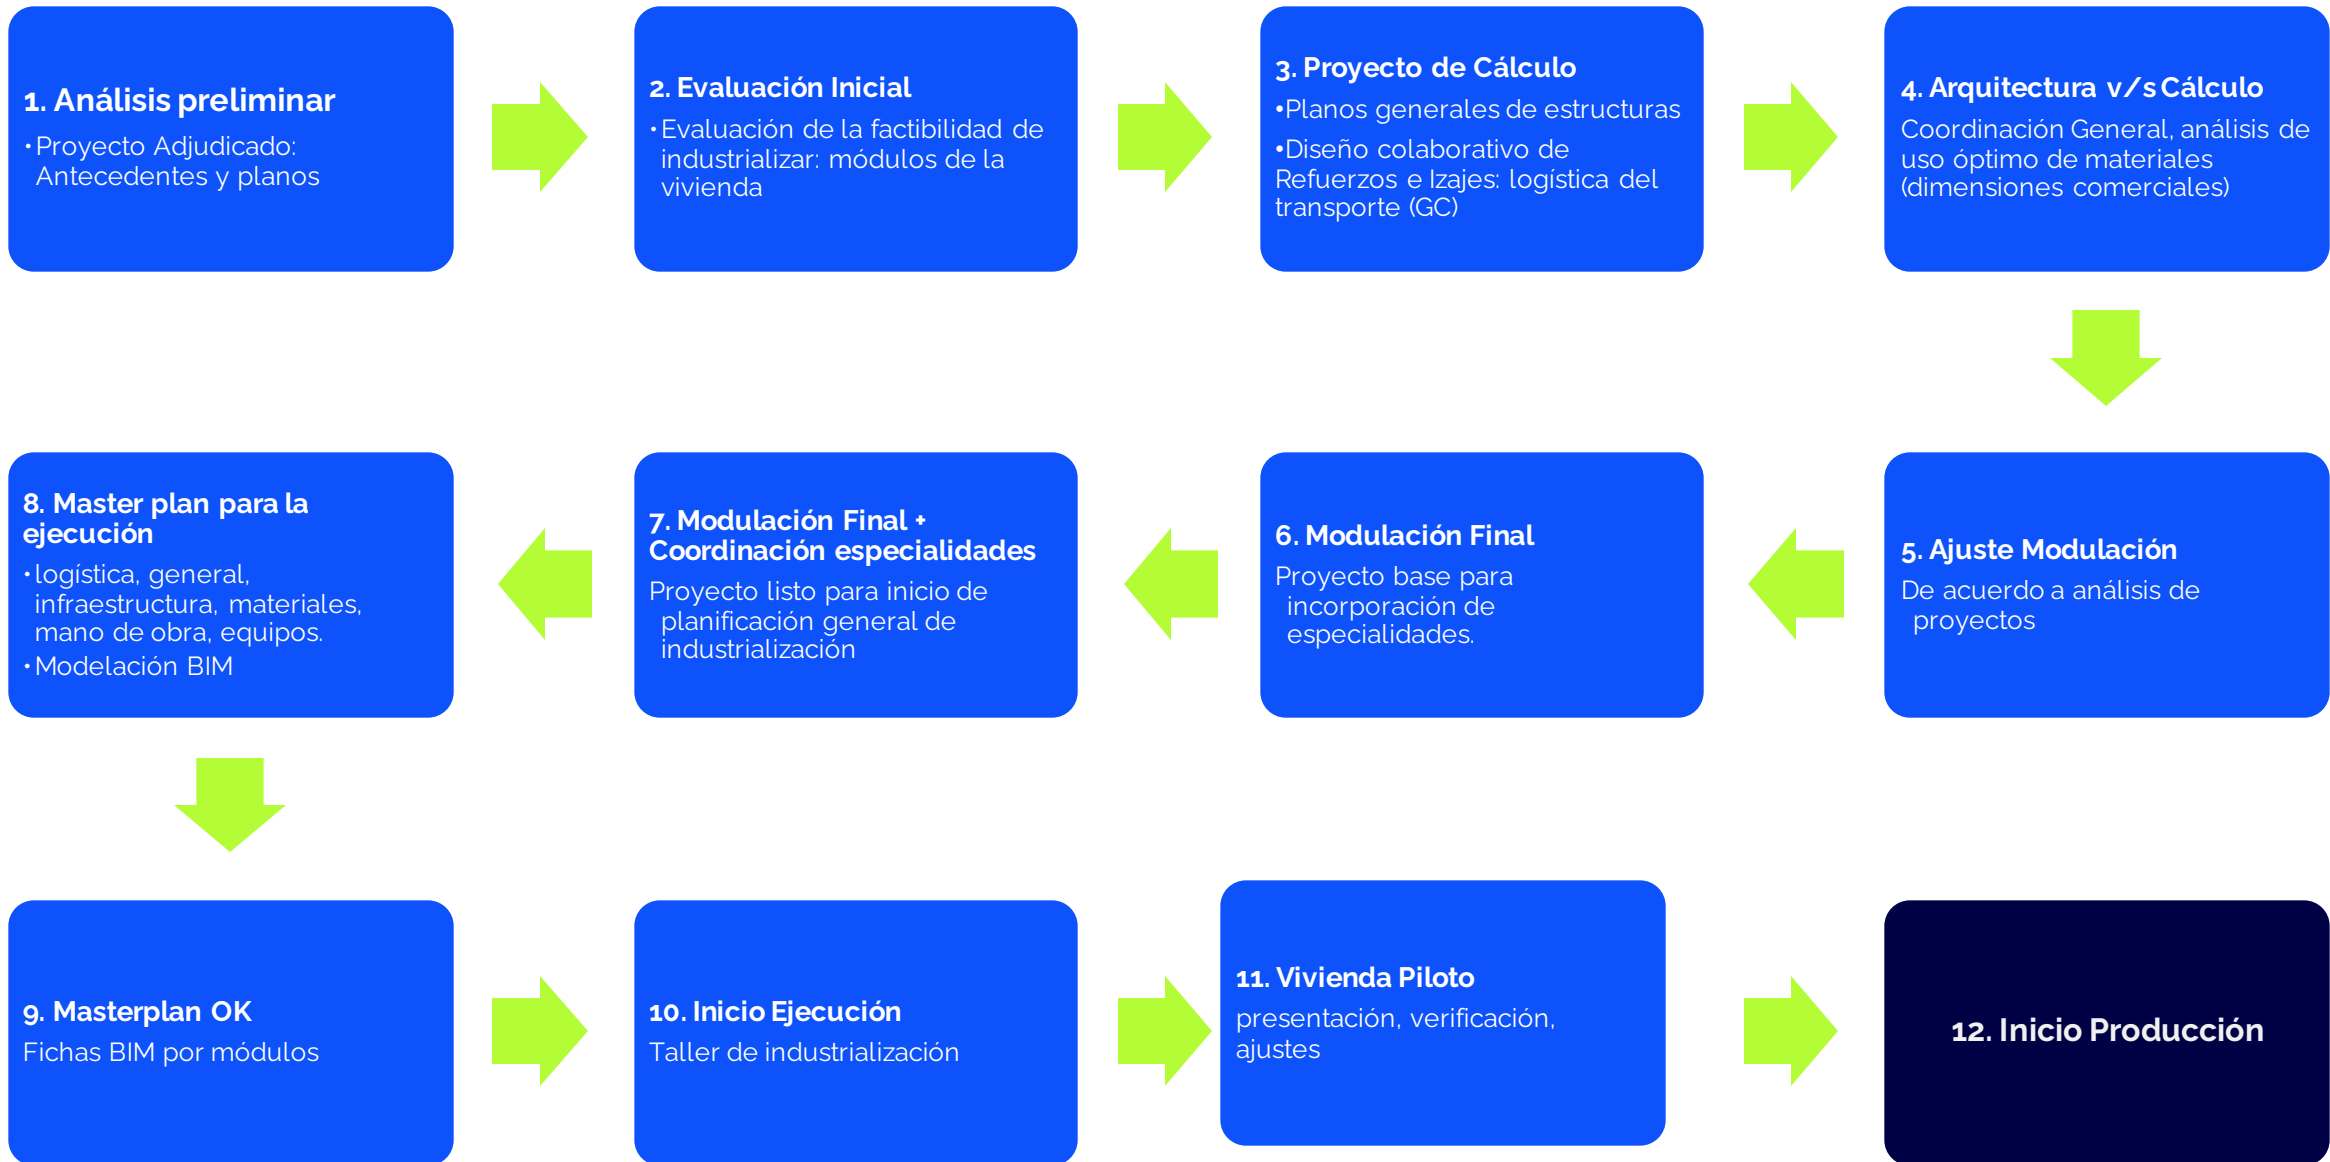 1. Análisis preliminar
• Proyecto Adjudicado:
Antecedentes y planos
2. Evaluación Inicial
• Evaluación de la factibilidad de
industrializar: módulos de la
vivienda
3. Proyecto de Cálculo
•Planos generales de estructuras
•Diseño colaborativo de
Refuerzos e Izajes: logística del
transporte (GC)
4. Arquitectura v/s Cálculo
Coordinación General, análisis de
uso óptimo de materiales
(dimensiones comerciales)
5. Ajuste Modulación
De acuerdo a análisis de
proyectos
6. Modulación Final
Proyecto base para
incorporación de
especialidades.
7. Modulación Final +
Coordinación especialidades
Proyecto listo para inicio de
planificación general de
industrialización
8. Master plan para la
ejecución
• logística, general,
infraestructura, materiales,
mano de obra, equipos.
• Modelación BIM
9. Masterplan OK
Fichas BIM por módulos
10. Inicio Ejecución
Taller de industrialización
11. Vivienda Piloto
presentación, verificación,
ajustes
12. Inicio Producción